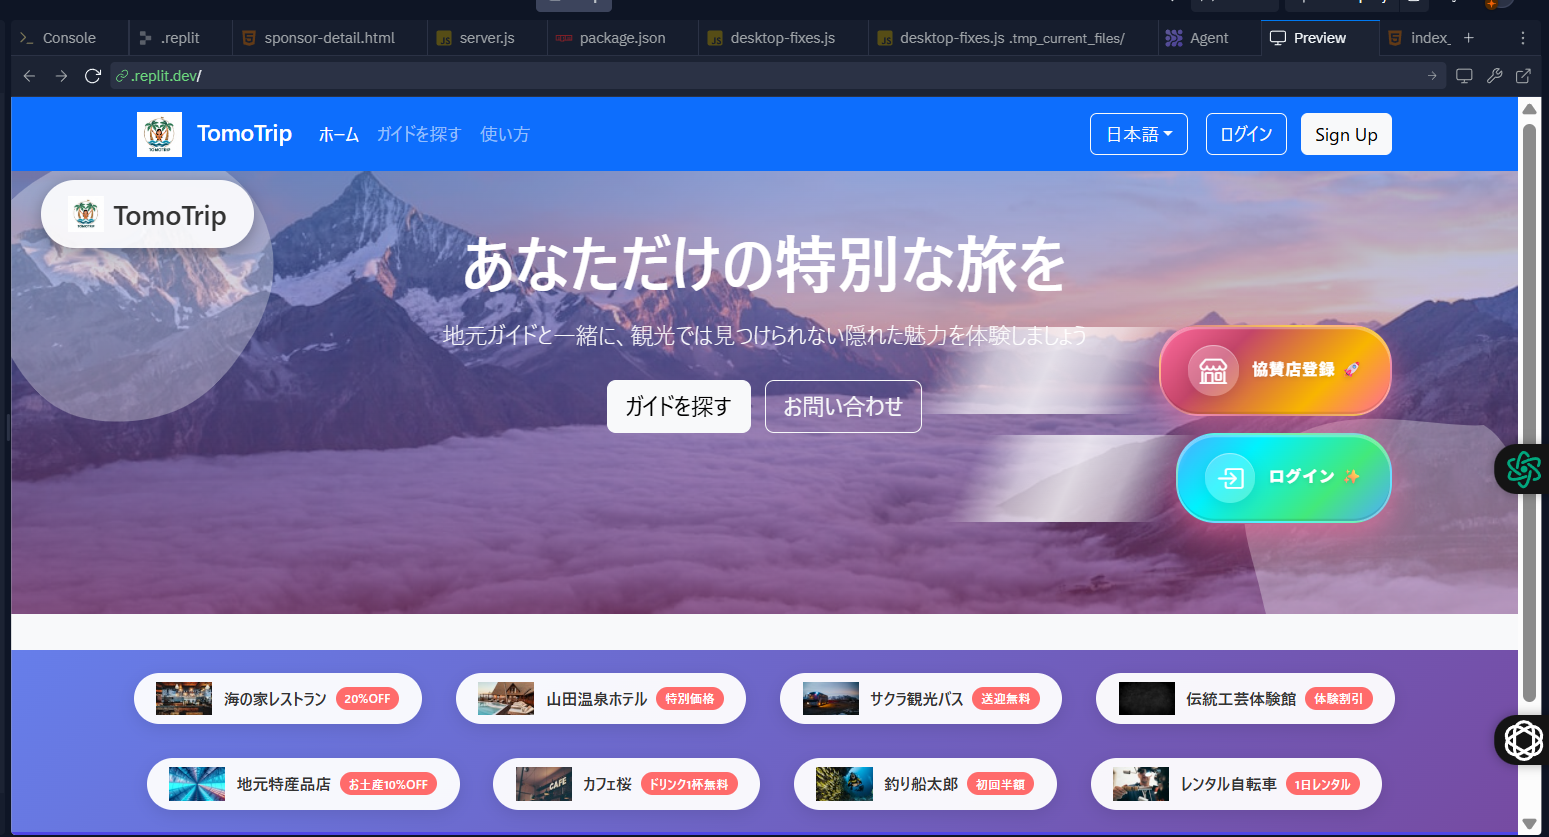 Console
.replit
sponsor-detail.html
server.js
package.json
desktop-fixes.js
desktop-fixes.js .tmp_current_files/
Agent
Preview
index_
.replit.dev/
TomoTrip
ホーム
ガイドを探す
使い方
日本語
ログイン
Sign Up
TomoTrip
あなただけの特別な旅を
地元ガイドと一緒に、観光では見つけられない隠れた魅力を体験しましょう
ガイドを探す
お問い合わせ
協賛店登録 🚀
ログイン ✨
海の家レストラン 20%OFF
山田温泉ホテル 特別価格
サクラ観光バス 送迎無料
伝統工芸体験館 体験割引
地元特産品店 お土産10%OFF
カフェ桜 ドリンク1杯無料
釣り船太郎 初回半額
レンタル自転車 1日レンタル